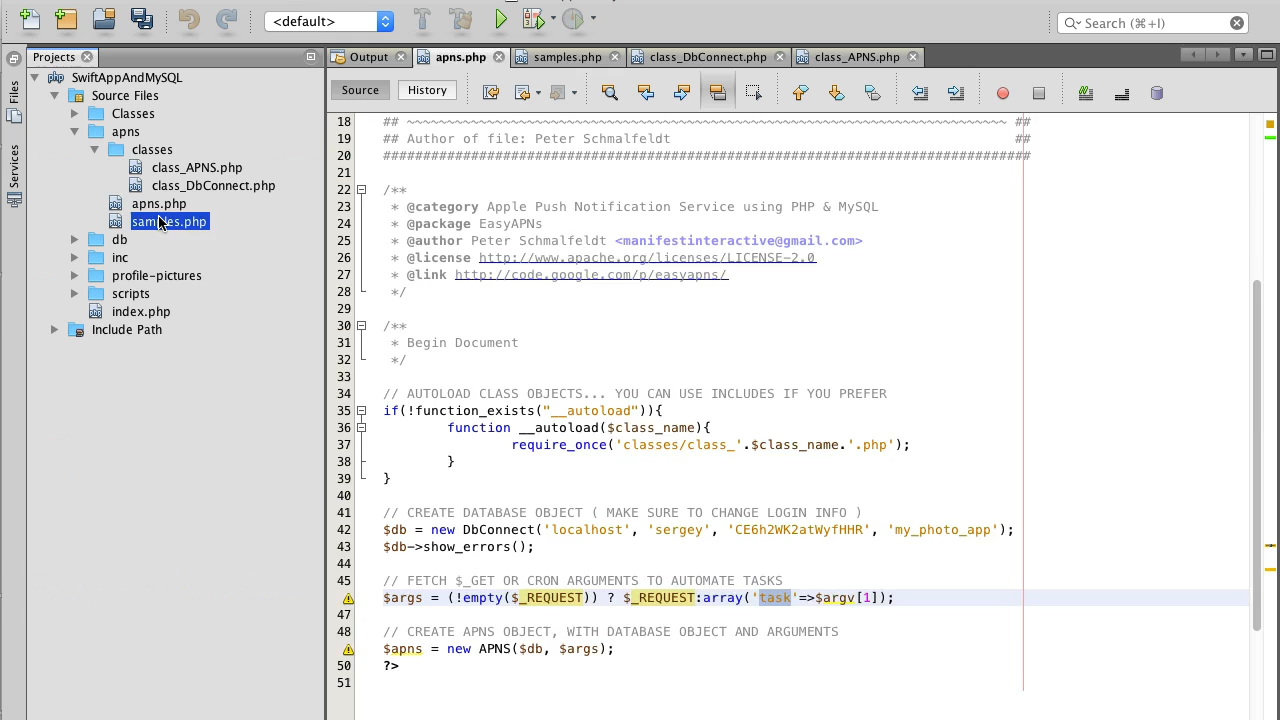 <default>
Search (⌘+I)
Projects
Output
apns.php
samples.php
class_DbConnect.php
class_APNS.php
Files
Services
SwiftAppAndMySQL
Source Files
Classes
apns
classes
class_APNS.php
class_DbConnect.php
apns.php
samples.php
db
inc
profile-pictures
scripts
index.php
Include Path
Source
History
18 ## ~~~~~~~~~~~~~~~~~~~~~~~~~~~~~~~~~~~~~~~~~~~~~~~~~~~~~~~~~~~~~~~~~~~~~~~~~~~ ##
19 ## Author of file: Peter Schmalfeldt ##
20 #################################################################################
21
22 /**
23 * @category Apple Push Notification Service using PHP & MySQL
24 * @package EasyAPNs
25 * @author Peter Schmalfeldt <manifestinteractive@gmail.com>
26 * @license http://www.apache.org/licenses/LICENSE-2.0
27 * @link http://code.google.com/p/easyapns/
28 */
29
30 /**
31 * Begin Document
32 */
33
34 // AUTOLOAD CLASS OBJECTS... YOU CAN USE INCLUDES IF YOU PREFER
35 if(!function_exists("__autoload")){
36 function __autoload($class_name){
37 require_once('classes/class_'.$class_name.'.php');
38 }
39 }
40
41 // CREATE DATABASE OBJECT ( MAKE SURE TO CHANGE LOGIN INFO )
42 $db = new DbConnect('localhost', 'sergey', 'CE6h2WK2atWyfHHR', 'my_photo_app');
43 $db->show_errors();
44
45 // FETCH $_GET OR CRON ARGUMENTS TO AUTOMATE TASKS
$args = (!empty($_REQUEST)) ? $_REQUEST:array('task'=>$argv[1]);
47
48 // CREATE APNS OBJECT, WITH DATABASE OBJECT AND ARGUMENTS
$apns = new APNS($db, $args);
50 ?>
51